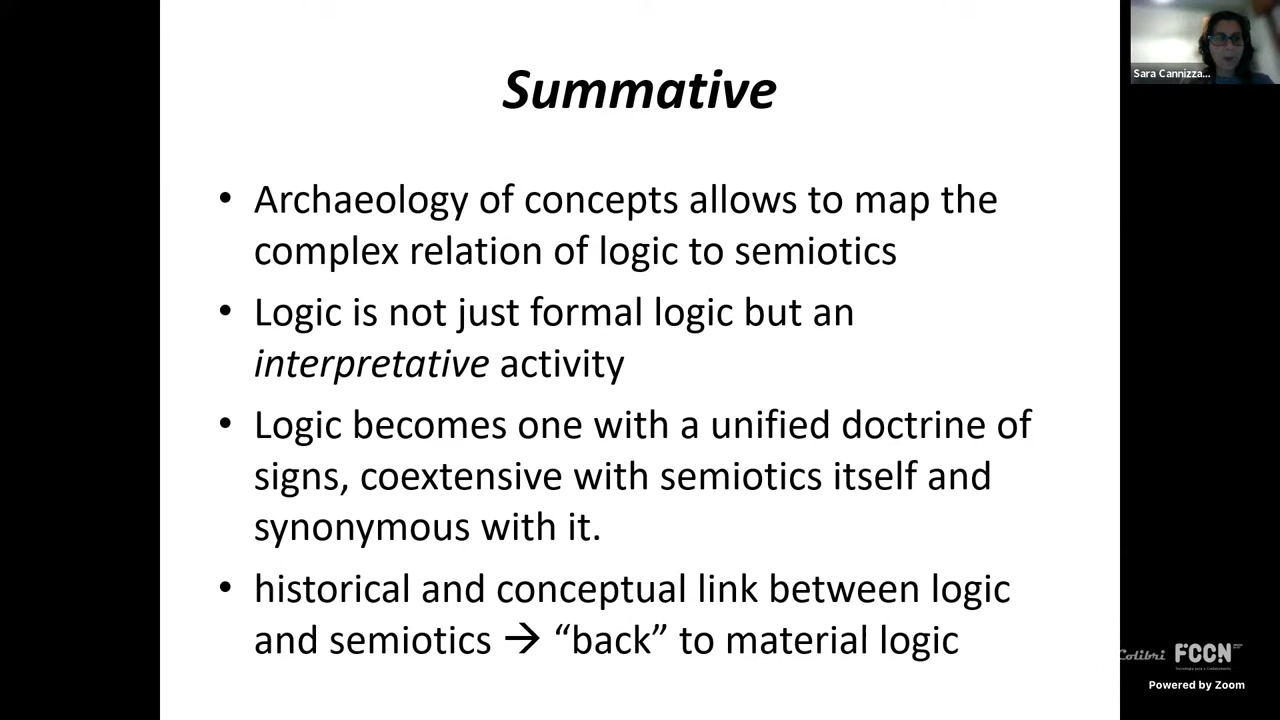 Summative
Sara Cannizza...
• Archaeology of concepts allows to map the
complex relation of logic to semiotics
• Logic is not just formal logic but an
interpretative activity
• Logic becomes one with a unified doctrine of
signs, coextensive with semiotics itself and
synonymous with it.
• historical and conceptual link between logic
and semiotics → “back” to material logic
Colibri FCCN
Powered by Zoom